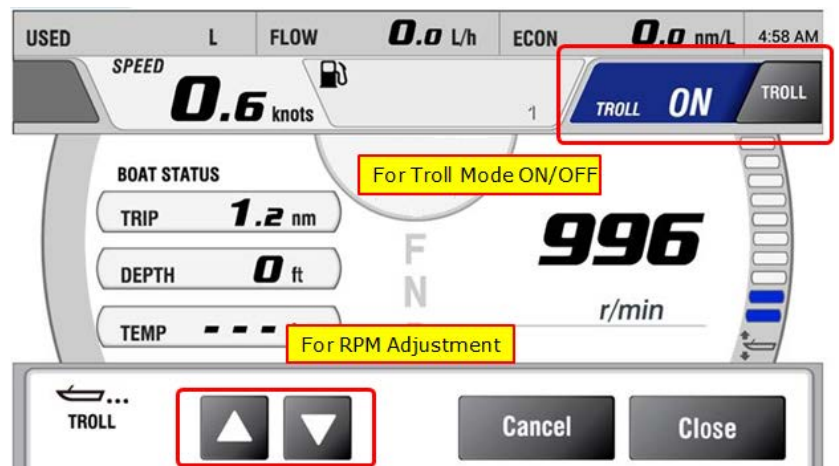 USED L FLOW 0.0 L/h ECON 0.0 nm/L 4:58 AM
SPEED 0.6 knots 1 TROLL ON TROLL
For Troll Mode ON/OFF
BOAT STATUS
TRIP 1.2 nm
996
r/min
DEPTH 0 ft
F
N
TEMP - - -
For RPM Adjustment
TROLL
Cancel Close